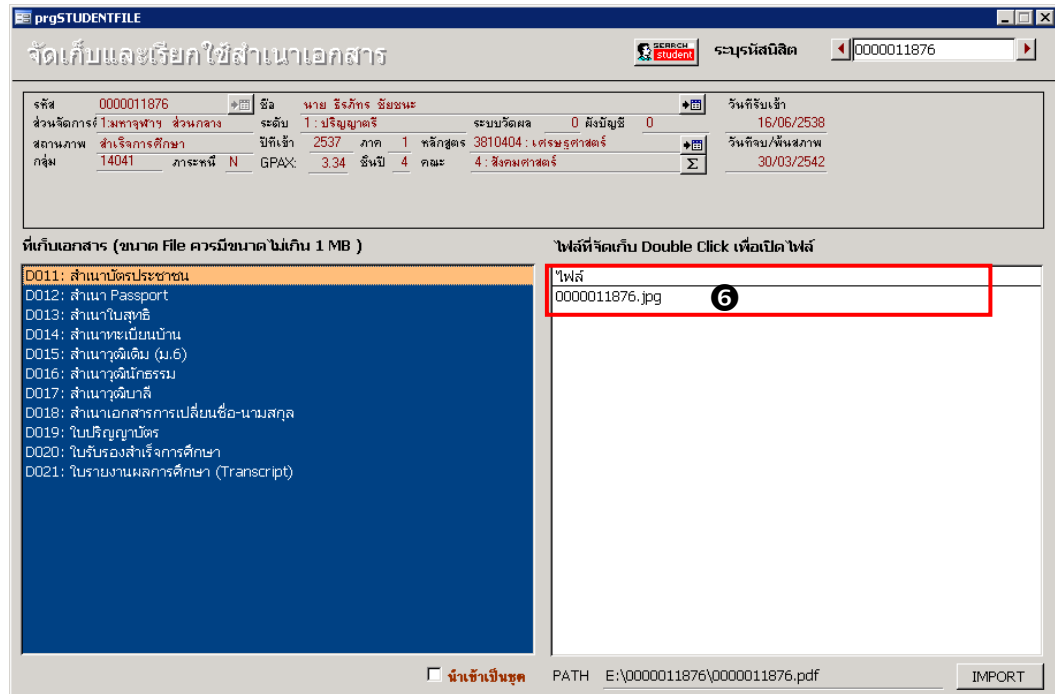 prgSTUDENTFILE
จัดเก็บและเรียกใช้สำเนาเอกสาร
SEARCH student ระบุรหัสนิสิต 0000011876
รหัส 0000011876 ชื่อ นาย ธีรภัทร ชัยชนะ วันที่รับเข้า
ส่วนจัดการศึ 1:มหาจุฬาฯ ส่วนกลาง ระดับ 1 : ปริญญาตรี ระบบวัดผล 0 ผังบัญชี 0 16/06/2538
สถานภาพ สำเร็จการศึกษา ปีที่เข้า 2537 ภาค 1 หลักสูตร 3810404 : เศรษฐศาสตร์ วันที่จบ/พ้นสภาพ
กลุ่ม 14041 ภาระหนี้ N GPAX: 3.34 ชั้นปี 4 คณะ 4 : สังคมศาสตร์ Σ 30/03/2542
ที่เก็บเอกสาร (ขนาด File ควรมีขนาดไม่เกิน 1 MB ) ไฟล์ที่จัดเก็บ Double Click เพื่อเปิดไฟล์
D011: สำเนาบัตรประชาชน ไฟล์
D012: สำเนา Passport 0000011876.jpg ❻
D013: สำเนาใบสุทธิ
D014: สำเนาทะเบียนบ้าน
D015: สำเนาวุฒิเดิม (ม.6)
D016: สำเนาวุฒินักธรรม
D017: สำเนาวุฒิบาลี
D018: สำเนาเอกสารการเปลี่ยนชื่อ-นามสกุล
D019: ใบปริญญาบัตร
D020: ใบรับรองสำเร็จการศึกษา
D021: ใบรายงานผลการศึกษา (Transcript)
นำเข้าเป็นชุด PATH E:\0000011876\0000011876.pdf IMPORT